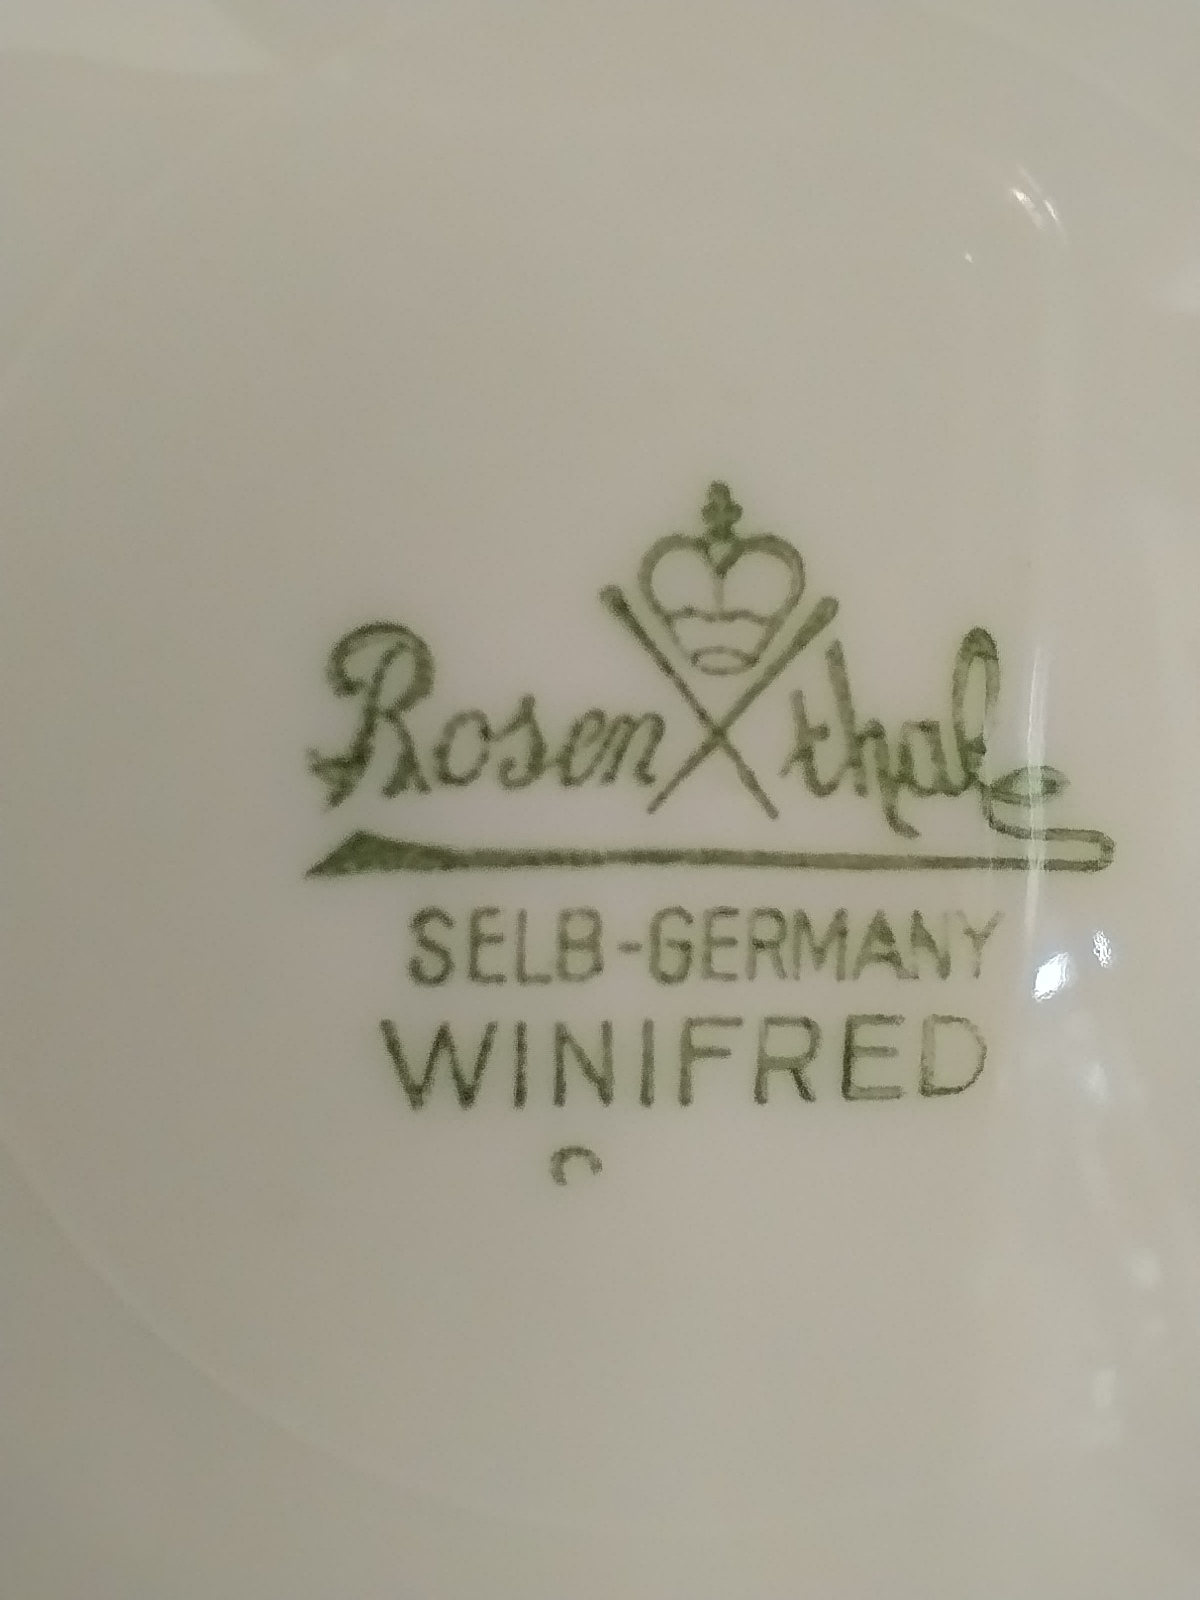 Rosenthal
SELB-GERMANY
WINIFRED